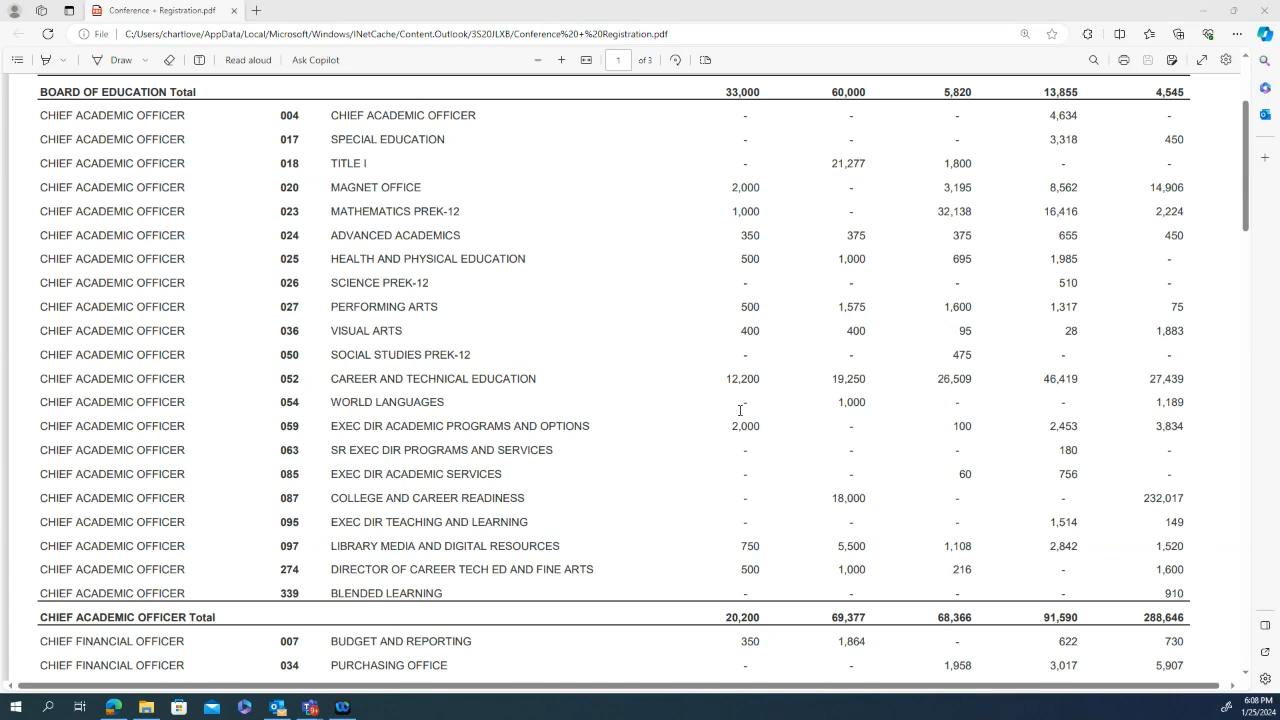 Conference + Registration.pdf
File C:/Users/chartlove/AppData/Local/Microsoft/Windows/INetCache/Content.Outlook/3S20JLXB/Conference%20+%20Registration.pdf
Draw Read aloud Ask Copilot 1 of 3
BOARD OF EDUCATION Total 33,000 60,000 5,820 13,855 4,545
CHIEF ACADEMIC OFFICER 004 CHIEF ACADEMIC OFFICER - - - 4,634 -
CHIEF ACADEMIC OFFICER 017 SPECIAL EDUCATION - - - 3,318 450
CHIEF ACADEMIC OFFICER 018 TITLE I - 21,277 1,800 - -
CHIEF ACADEMIC OFFICER 020 MAGNET OFFICE 2,000 - 3,195 8,562 14,906
CHIEF ACADEMIC OFFICER 023 MATHEMATICS PREK-12 1,000 - 32,138 16,416 2,224
CHIEF ACADEMIC OFFICER 024 ADVANCED ACADEMICS 350 375 375 655 450
CHIEF ACADEMIC OFFICER 025 HEALTH AND PHYSICAL EDUCATION 500 1,000 695 1,985 -
CHIEF ACADEMIC OFFICER 026 SCIENCE PREK-12 - - - 510 -
CHIEF ACADEMIC OFFICER 027 PERFORMING ARTS 500 1,575 1,600 1,317 75
CHIEF ACADEMIC OFFICER 036 VISUAL ARTS 400 400 95 28 1,883
CHIEF ACADEMIC OFFICER 050 SOCIAL STUDIES PREK-12 - - 475 - -
CHIEF ACADEMIC OFFICER 052 CAREER AND TECHNICAL EDUCATION 12,200 19,250 26,509 46,419 27,439
CHIEF ACADEMIC OFFICER 054 WORLD LANGUAGES - 1,000 - - 1,189
CHIEF ACADEMIC OFFICER 059 EXEC DIR ACADEMIC PROGRAMS AND OPTIONS 2,000 - 100 2,453 3,834
CHIEF ACADEMIC OFFICER 063 SR EXEC DIR PROGRAMS AND SERVICES - - - 180 -
CHIEF ACADEMIC OFFICER 085 EXEC DIR ACADEMIC SERVICES - - 60 756 -
CHIEF ACADEMIC OFFICER 087 COLLEGE AND CAREER READINESS - 18,000 - - 232,017
CHIEF ACADEMIC OFFICER 095 EXEC DIR TEACHING AND LEARNING - - - 1,514 149
CHIEF ACADEMIC OFFICER 097 LIBRARY MEDIA AND DIGITAL RESOURCES 750 5,500 1,108 2,842 1,520
CHIEF ACADEMIC OFFICER 274 DIRECTOR OF CAREER TECH ED AND FINE ARTS 500 1,000 216 - 1,600
CHIEF ACADEMIC OFFICER 339 BLENDED LEARNING - - - - 910
CHIEF ACADEMIC OFFICER Total 20,200 69,377 68,366 91,590 288,646
CHIEF FINANCIAL OFFICER 007 BUDGET AND REPORTING 350 1,864 - 622 730
CHIEF FINANCIAL OFFICER 034 PURCHASING OFFICE - - 1,958 3,017 5,907
6:08 PM
1/25/2024